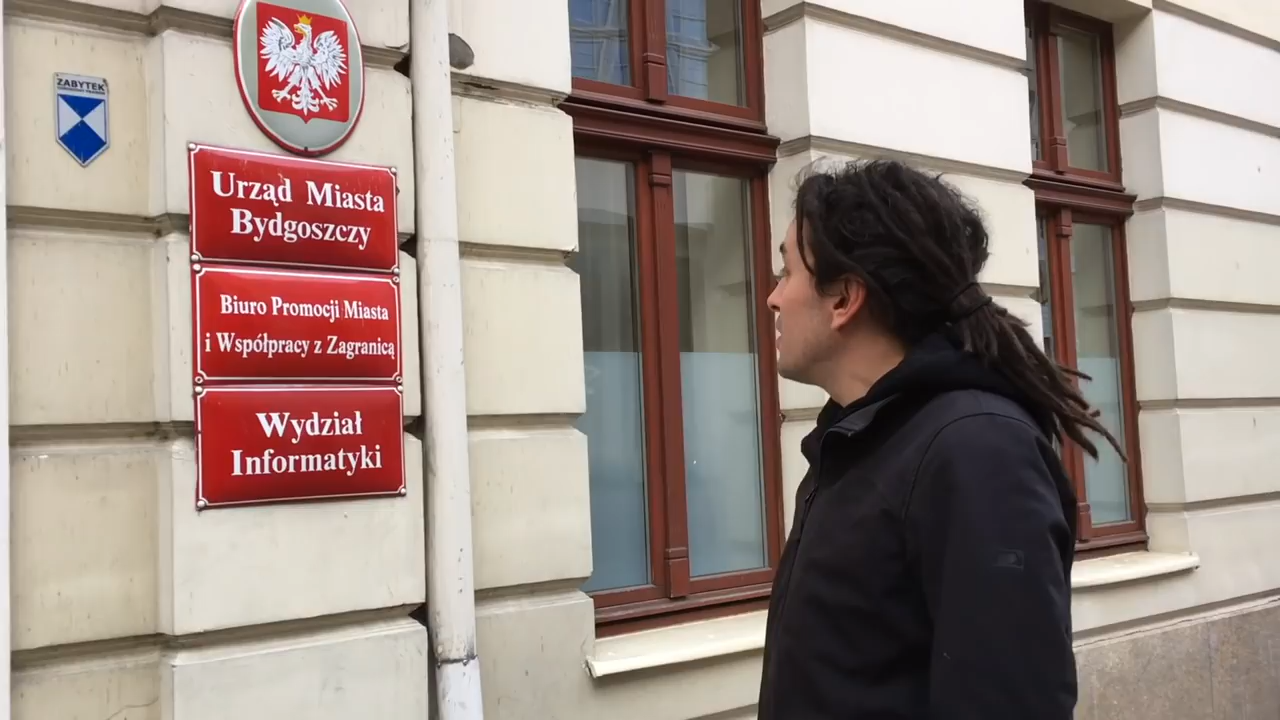 ZABYTEK
Urząd Miasta
Bydgoszczy
Biuro Promocji Miasta
i Współpracy z Zagranicą
Wydział
Informatyki